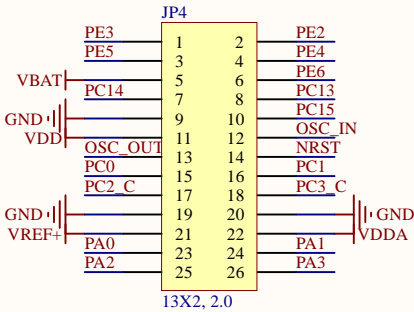 JP4
PE3 1 2 PE2
PE5 3 4 PE4
VBAT 5 6 PE6
PC14 7 8 PC13
GND 9 10 PC15
VDD 11 12 OSC_IN
OSC_OUT 13 14 NRST
PC0 15 16 PC1
PC2_C 17 18 PC3_C
GND 19 20 GND
VREF+ 21 22 VDDA
PA0 23 24 PA1
PA2 25 26 PA3
13X2, 2.0